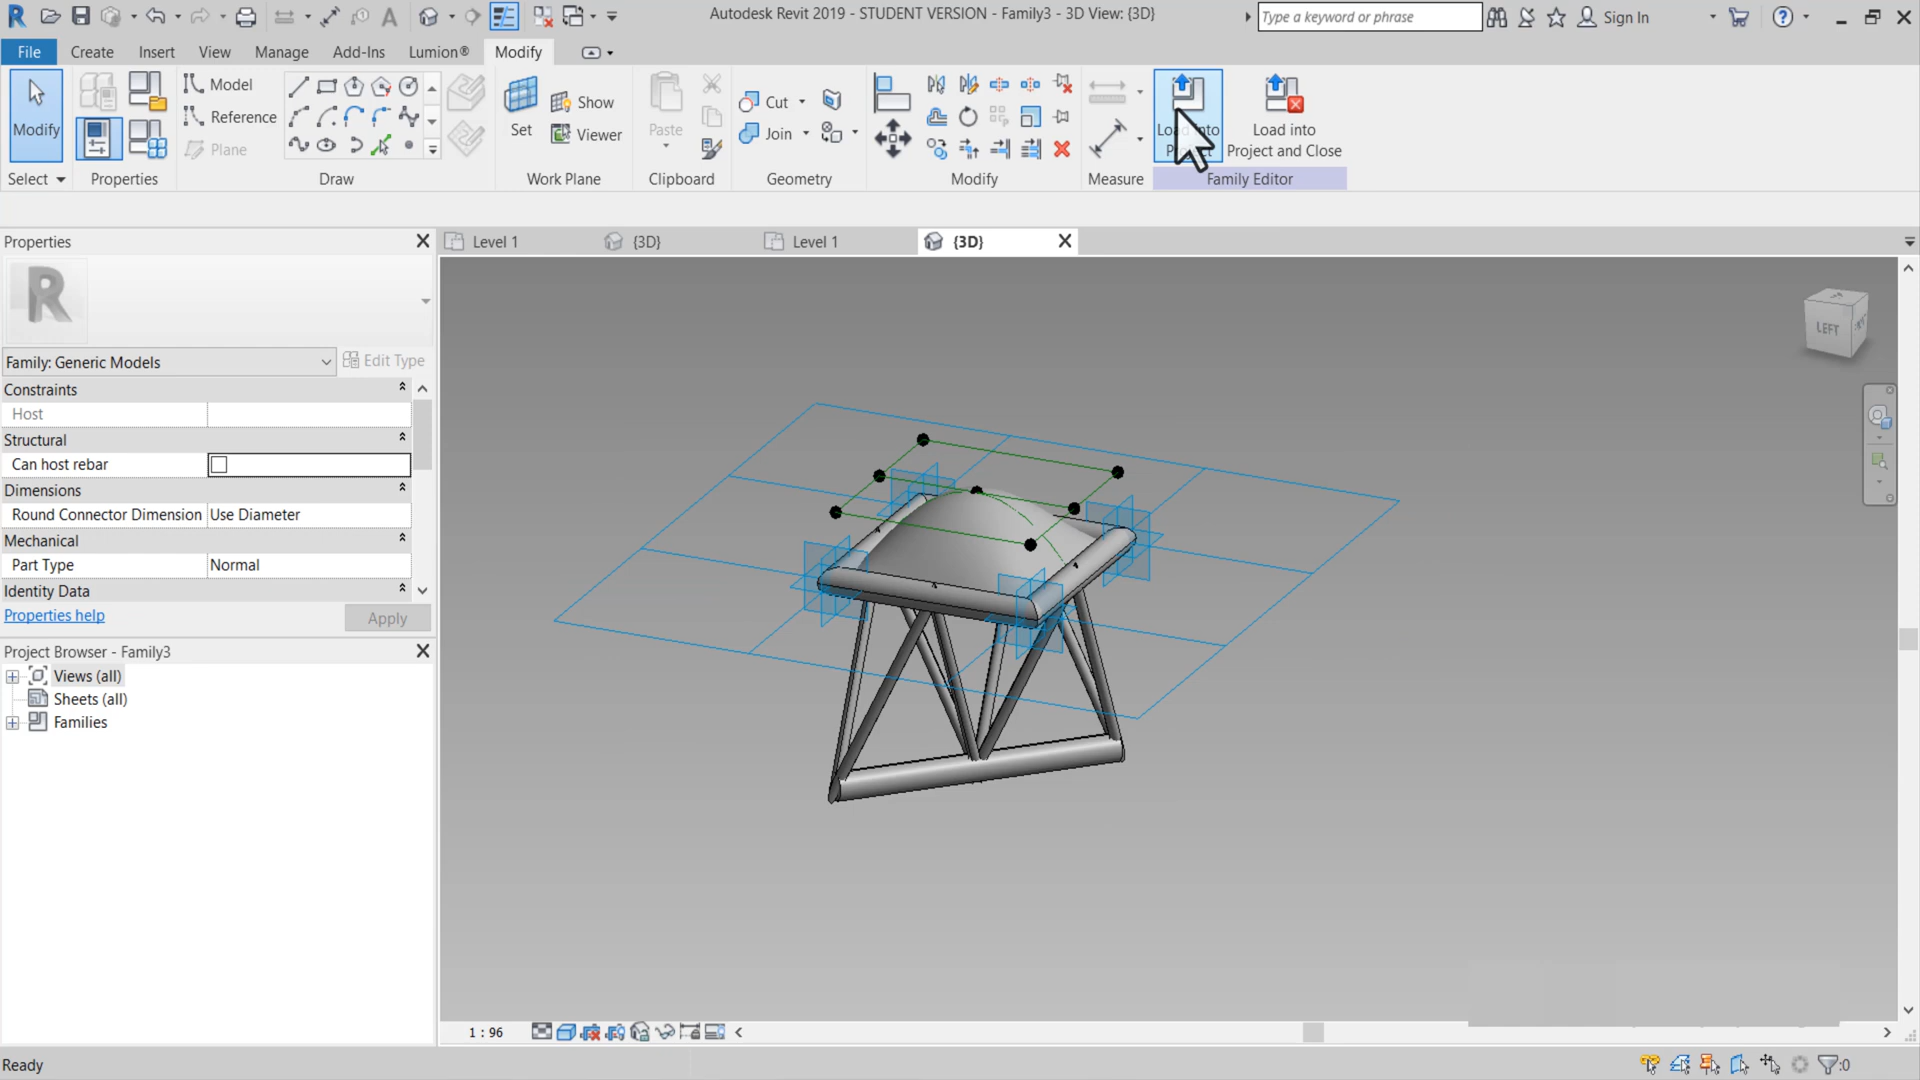 Autodesk Revit 2019 - STUDENT VERSION - Family3 - 3D View: {3D}
Type a keyword or phrase
Sign In
File
Create
Insert
View
Manage
Add-Ins
Lumion®
Modify
Modify
Model
Reference
Plane
Set
Show
Viewer
Paste
Cut
Join
Load into
Load into
Project and Close
Select
Properties
Draw
Work Plane
Clipboard
Geometry
Modify
Measure
Family Editor
Properties
Level 1
{3D}
Level 1
{3D}
R
Family: Generic Models
Edit Type
Constraints
Host
Structural
Can host rebar
Dimensions
Round Connector Dimension
Use Diameter
Mechanical
Part Type
Normal
Identity Data
Properties help
Apply
Project Browser - Family3
Views (all)
Sheets (all)
Families
LEFT
1 : 96
Ready
:0